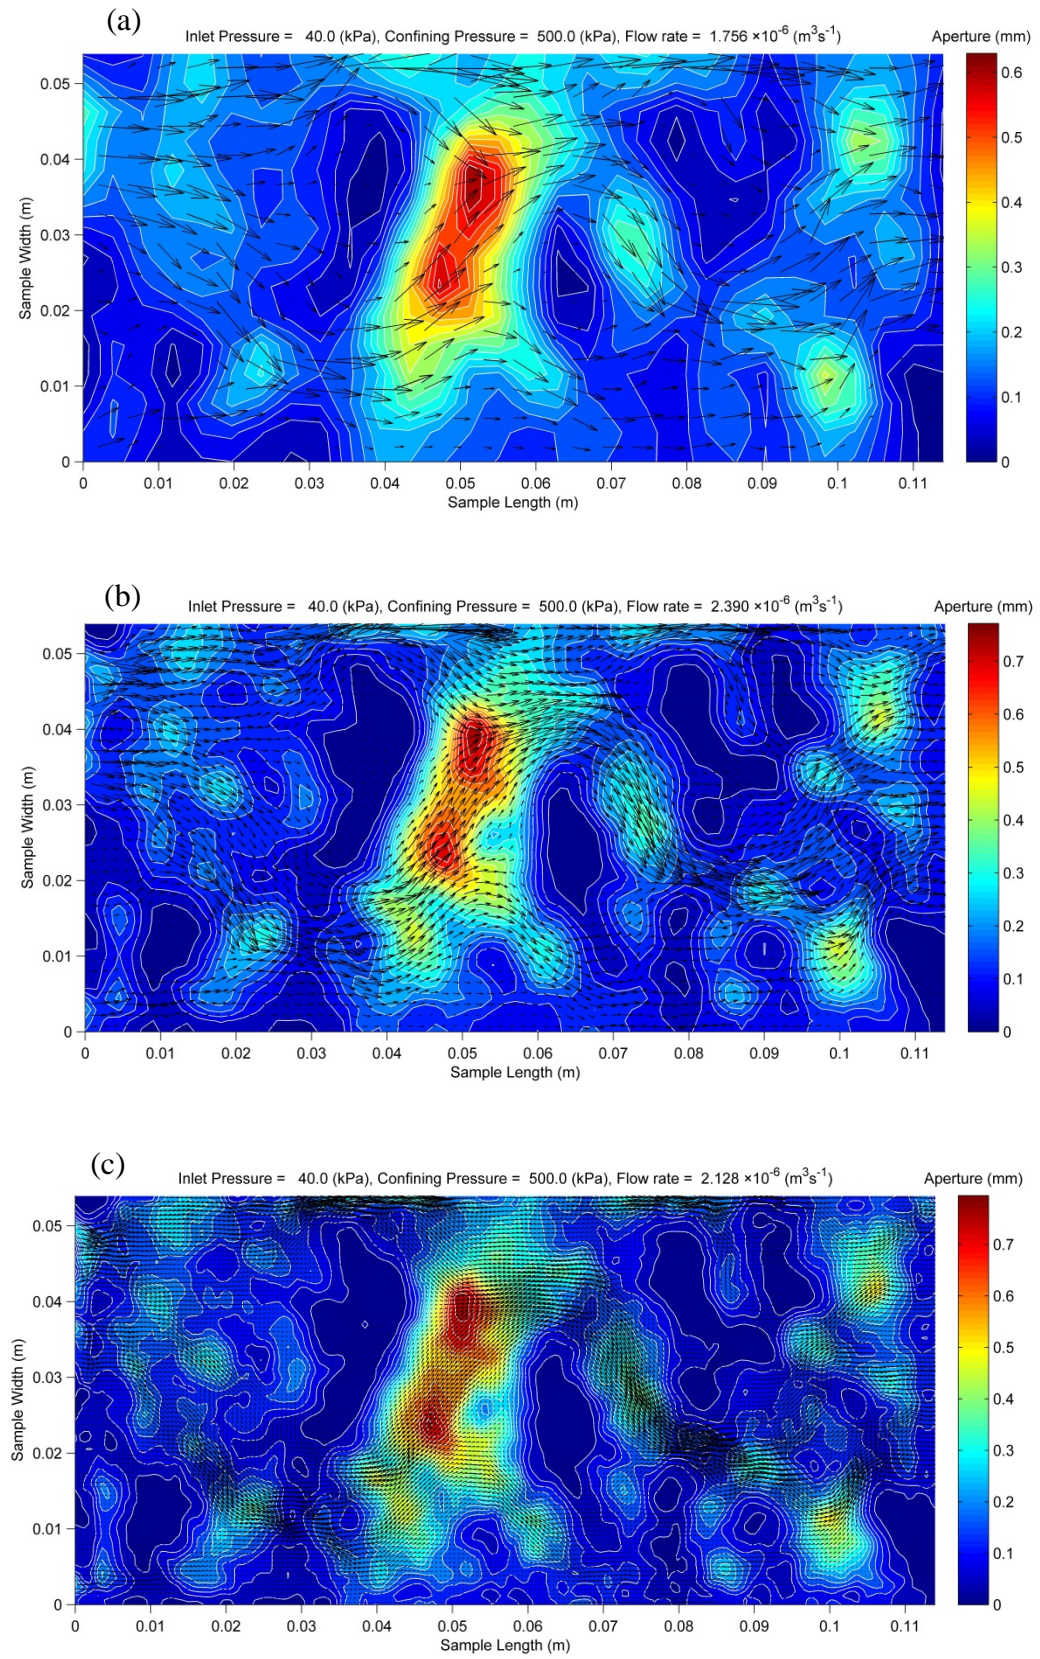 (a)
Inlet Pressure = 40.0 (kPa), Confining Pressure = 500.0 (kPa), Flow rate = 1.756 ×10⁻⁶ (m³s⁻¹)
Aperture (mm)
0.05
0.04
0.03
0.02
0.01
0
Sample Width (m)
0 0.01 0.02 0.03 0.04 0.05 0.06 0.07 0.08 0.09 0.1 0.11
Sample Length (m)
0.6
0.5
0.4
0.3
0.2
0.1
0
(b)
Inlet Pressure = 40.0 (kPa), Confining Pressure = 500.0 (kPa), Flow rate = 2.390 ×10⁻⁶ (m³s⁻¹)
Aperture (mm)
0.05
0.04
0.03
0.02
0.01
0
Sample Width (m)
0 0.01 0.02 0.03 0.04 0.05 0.06 0.07 0.08 0.09 0.1 0.11
Sample Length (m)
0.7
0.6
0.5
0.4
0.3
0.2
0.1
0
(c)
Inlet Pressure = 40.0 (kPa), Confining Pressure = 500.0 (kPa), Flow rate = 2.128 ×10⁻⁶ (m³s⁻¹)
Aperture (mm)
0.05
0.04
0.03
0.02
0.01
0
Sample Width (m)
0 0.01 0.02 0.03 0.04 0.05 0.06 0.07 0.08 0.09 0.1 0.11
Sample Length (m)
0.7
0.6
0.5
0.4
0.3
0.2
0.1
0